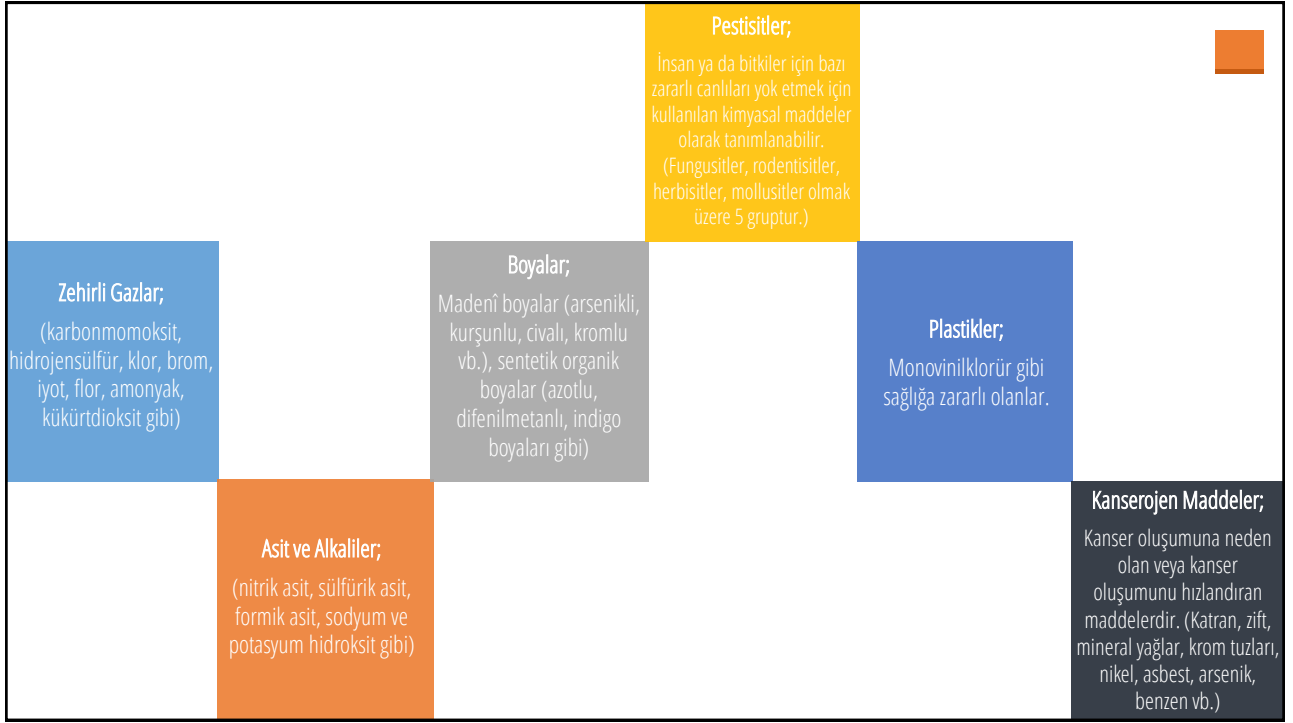 Pestisitler;
İnsan ya da bitkiler için bazı
zararlı canlıları yok etmek için
kullanılan kimyasal maddeler
olarak tanımlanabilir.
(Fungusitler, rodentisitler,
herbisitler, mollusitler olmak
üzere 5 gruptur.)
Zehirli Gazlar;
(karbonmomoksit,
hidrojensülfür, klor, brom,
iyot, flor, amonyak,
kükürtdioksit gibi)
Asit ve Alkaliler;
(nitrik asit, sülfürik asit,
formik asit, sodyum ve
potasyum hidroksit gibi)
Boyalar;
Madenî boyalar (arsenikli,
kurşunlu, civalı, kromlu
vb.), sentetik organik
boyalar (azotlu,
difenilmetanlı, indigo
boyaları gibi)
Plastikler;
Monovinilklorür gibi
sağlığa zararlı olanlar.
Kanserojen Maddeler;
Kanser oluşumuna neden
olan veya kanser
oluşumunu hızlandıran
maddelerdir. (Katran, zift,
mineral yağlar, krom tuzları,
nikel, asbest, arsenik,
benzen vb.)